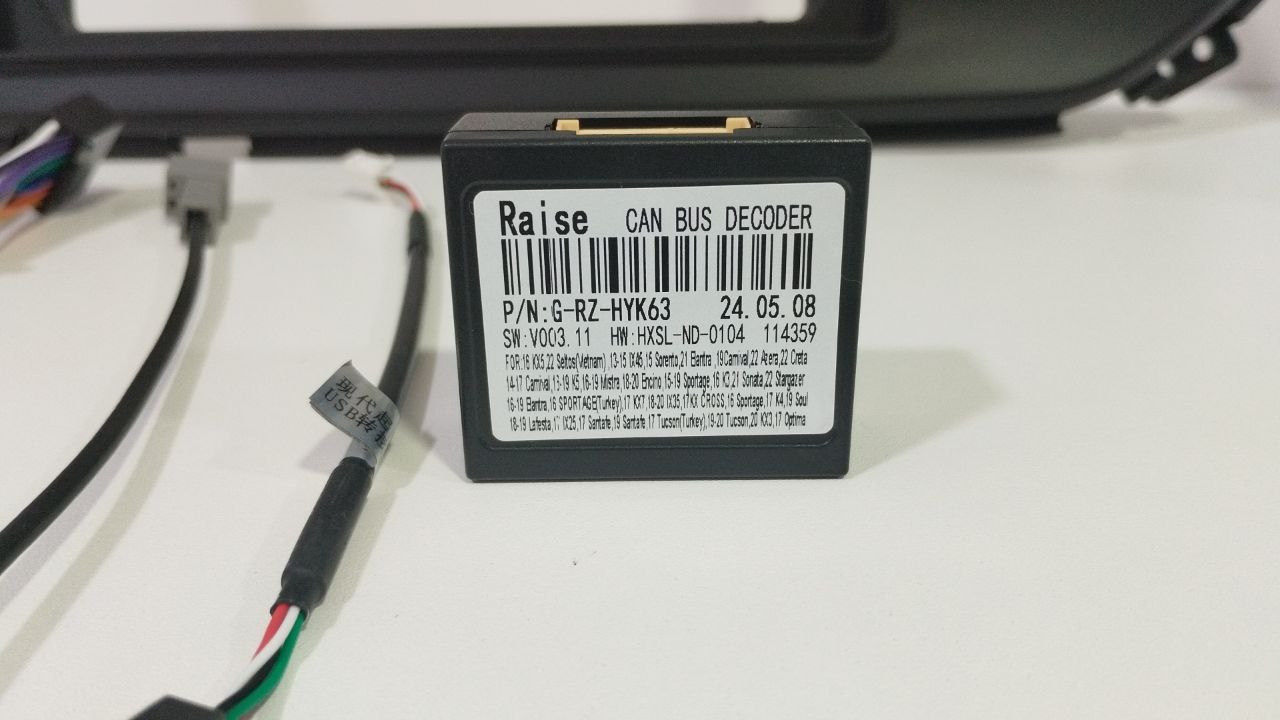 Raise CAN BUS DECODER
P/N:G-RZ-HYK63 24.05.08
SW:V003.11 HW:HXSL-ND-0104 114359
FOR:16 KX5,22 Seltos(Vietnam) ,13-15 IX45,15 Sorento,21 Elantra ,19Carnival,22 Azera,22 Creta
14-17 Carnival,13-19 K5,16-19 Mistra 18-20 Encino 15-19 Sportage,16 K3,21 Sonata,22 Stargazer
16-19 Elantra,16 SPORTAGE(Turkey),17 KX7,18-20 IX35,17KX CROSS,16 Sportage,17 K4,19 Soul
18-19 Lafesta,17 IX25,17 Santafe,19 Santafe,17 Tucson(Turkey),19-20 Tucson,20 KX3,17 Optima
现代起
USB转